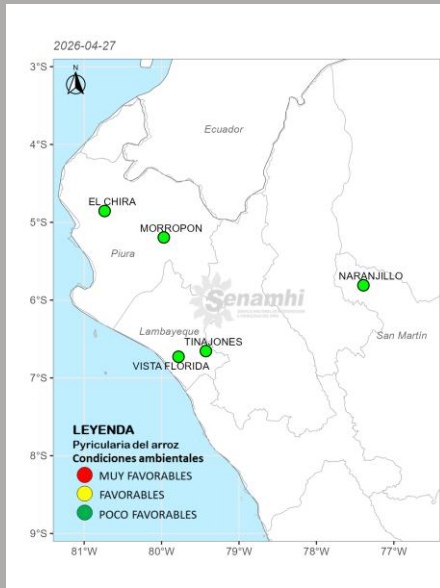 2026-04-27
3°S
N
4°S
Ecuador
EL CHIRA
5°S
MORROPON
Piura
NARANJILLO
6°S
Senamhi
Lambayeque
San Martín
TINAJONES
VISTA FLORIDA
7°S
LEYENDA
Pyricularia del arroz
Condiciones ambientales
MUY FAVORABLES
8°S
FAVORABLES
POCO FAVORABLES
9°S
81°W 80°W 79°W 78°W 77°W